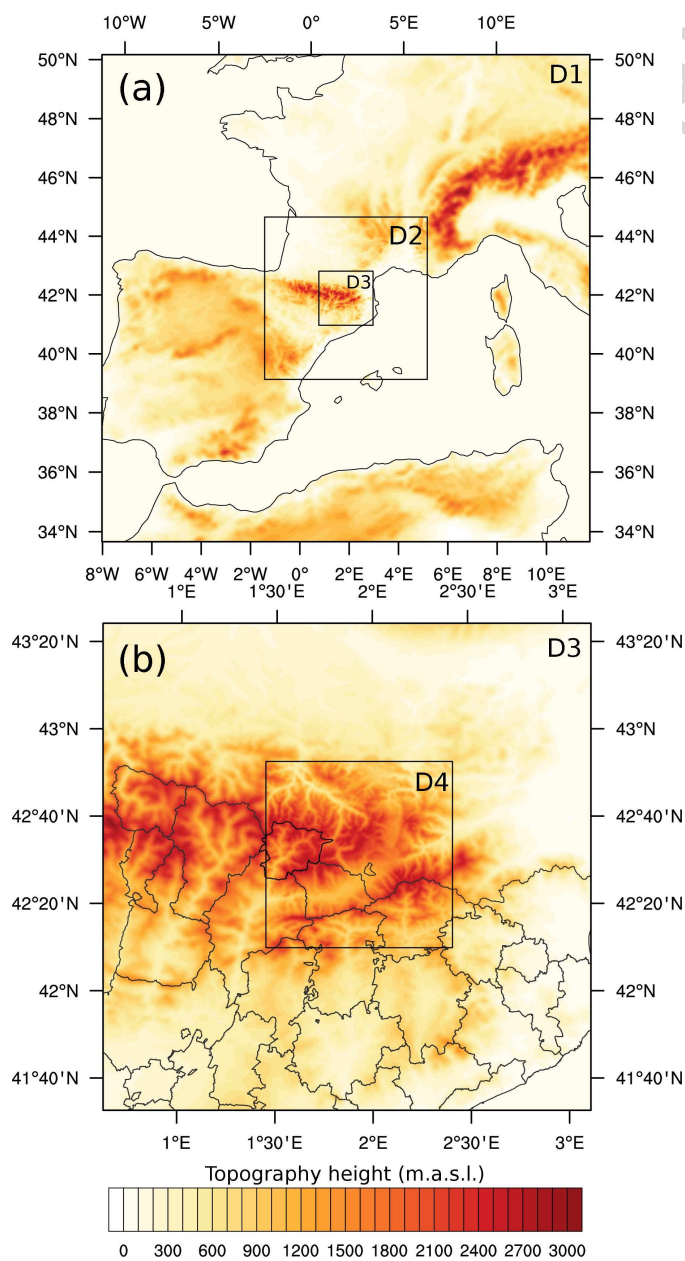 10°W 5°W 0° 5°E 10°E
(a) D1
50°N 50°N
48°N 48°N
46°N 46°N
44°N D2 44°N
42°N D3 42°N
40°N 40°N
38°N 38°N
36°N 36°N
34°N 34°N
8°W 6°W 4°W 2°W 0° 2°E 4°E 6°E 8°E 10°E
1°E 1°30'E 2°E 2°30'E 3°E
(b) D3
43°20'N 43°20'N
43°N 43°N
D4
42°40'N 42°40'N
42°20'N 42°20'N
42°N 42°N
41°40'N 41°40'N
1°E 1°30'E 2°E 2°30'E 3°E
Topography height (m.a.s.l.)
0 300 600 900 1200 1500 1800 2100 2400 2700 3000